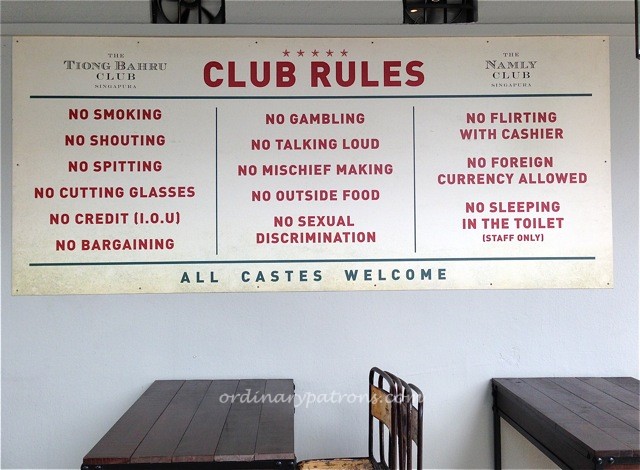 THE
TIONG BAHRU
CLUB
SINGAPURA
★★★★★
CLUB RULES
THE
NAMLY
CLUB
SINGAPURA
NO SMOKING
NO SHOUTING
NO SPITTING
NO CUTTING GLASSES
NO CREDIT (I.O.U)
NO BARGAINING
NO GAMBLING
NO TALKING LOUD
NO MISCHIEF MAKING
NO OUTSIDE FOOD
NO SEXUAL
DISCRIMINATION
NO FLIRTING
WITH CASHIER
NO FOREIGN
CURRENCY ALLOWED
NO SLEEPING
IN THE TOILET
(STAFF ONLY)
ALL CASTES WELCOME
ordinarypatrons.com